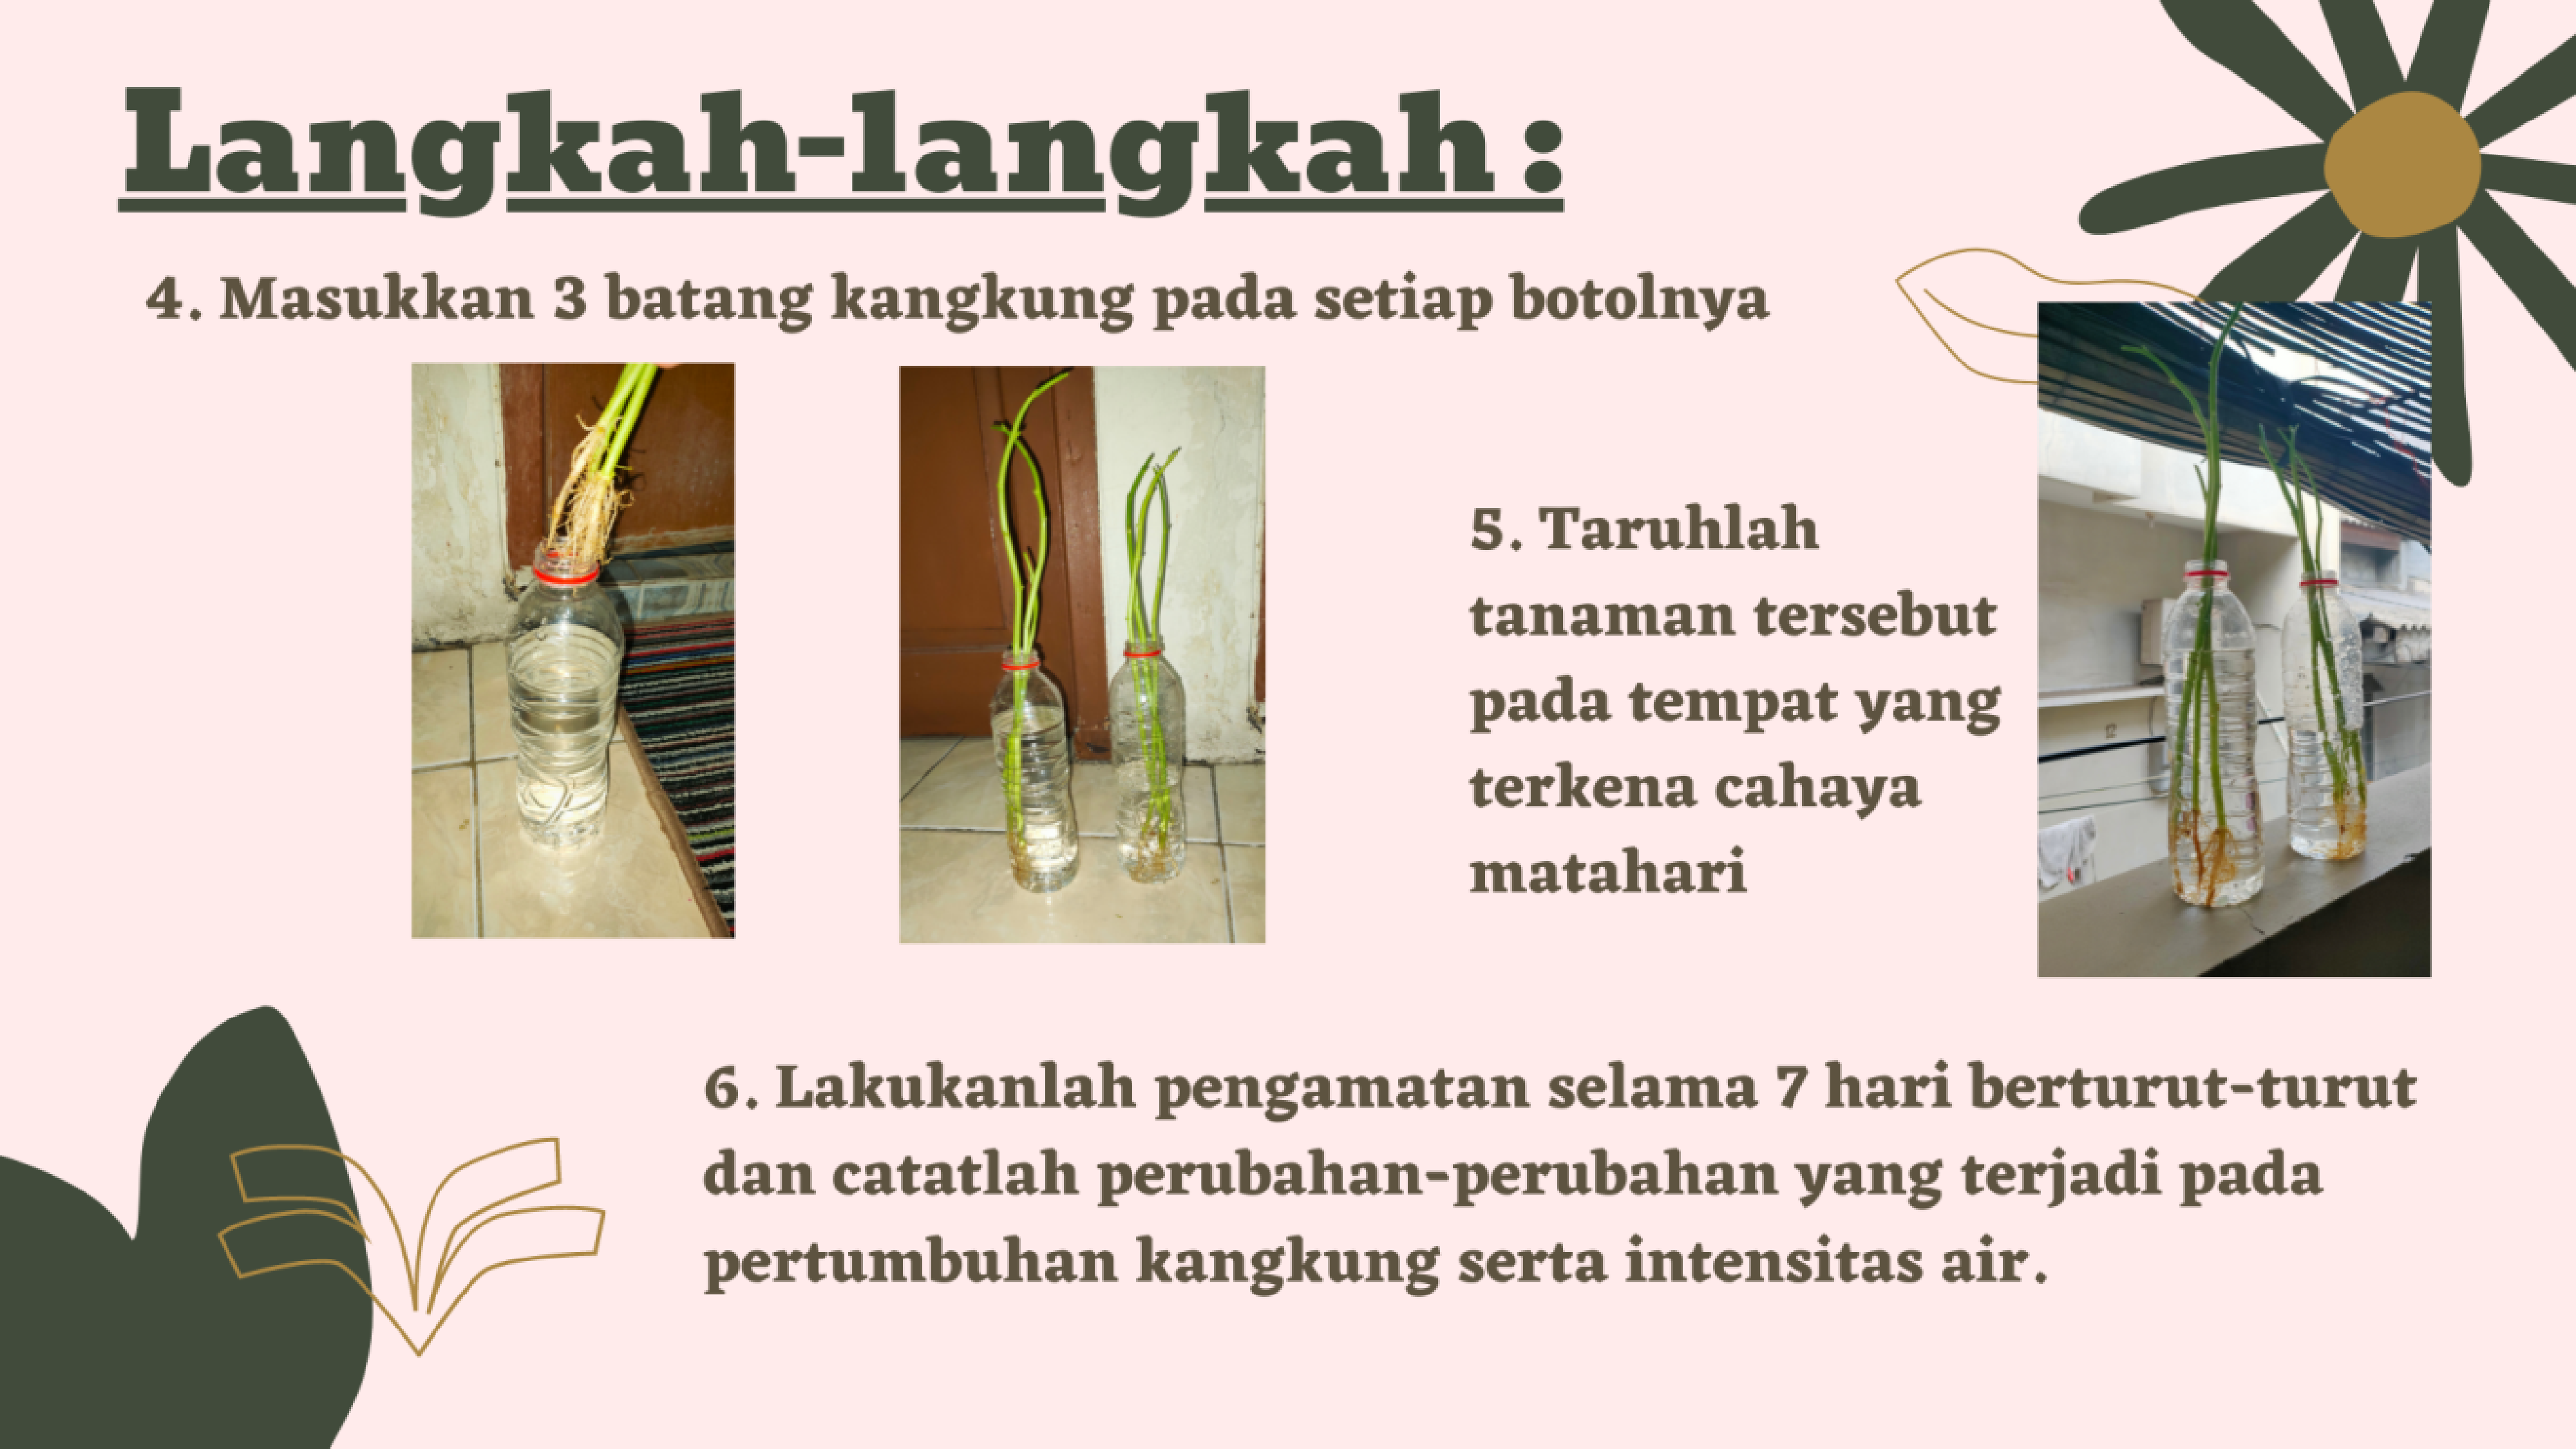 Langkah-langkah :
4. Masukkan 3 batang kangkung pada setiap botolnya
5. Taruhlah
tanaman tersebut
pada tempat yang
terkena cahaya
matahari
6. Lakukanlah pengamatan selama 7 hari berturut-turut
dan catatlah perubahan-perubahan yang terjadi pada
pertumbuhan kangkung serta intensitas air.